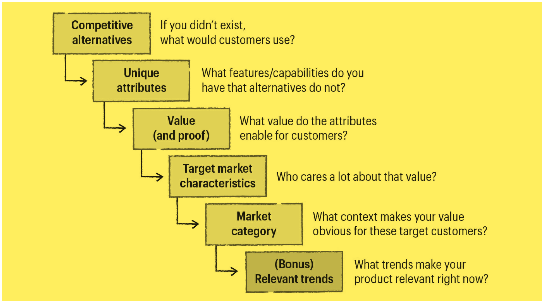 Competitive
alternatives
If you didn't exist,
what would customers use?
Unique
attributes
What features/capabilities do you
have that alternatives do not?
Value
(and proof)
What value do the attributes
enable for customers?
Target market
characteristics
Who cares a lot about that value?
Market
category
What context makes your value
obvious for these target customers?
(Bonus)
Relevant trends
What trends make your
product relevant right now?